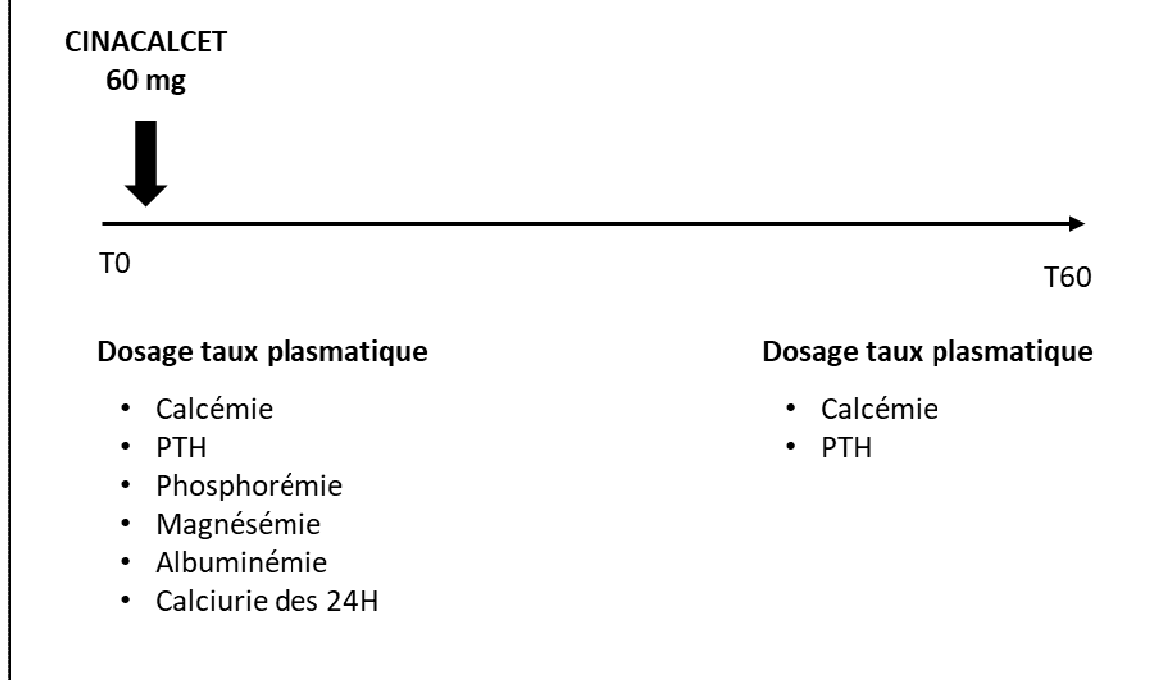 CINACALCET
60 mg
T0
T60
Dosage taux plasmatique
• Calcémie
• PTH
• Phosphorémie
• Magnésémie
• Albuminémie
• Calciurie des 24H
Dosage taux plasmatique
• Calcémie
• PTH